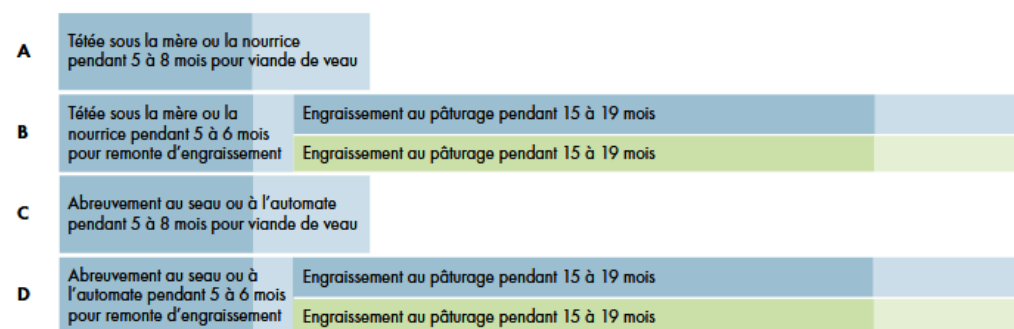 A
Tétée sous la mère ou la nourrice
pendant 5 à 8 mois pour viande de veau
B
Tétée sous la mère ou la
nourrice pendant 5 à 6 mois
pour remonte d'engraissement
Engraissement au pâturage pendant 15 à 19 mois
Engraissement au pâturage pendant 15 à 19 mois
C
Abreuvement au seau ou à l'automate
pendant 5 à 8 mois pour viande de veau
D
Abreuvement au seau ou à
l'automate pendant 5 à 6 mois
pour remonte d'engraissement
Engraissement au pâturage pendant 15 à 19 mois
Engraissement au pâturage pendant 15 à 19 mois